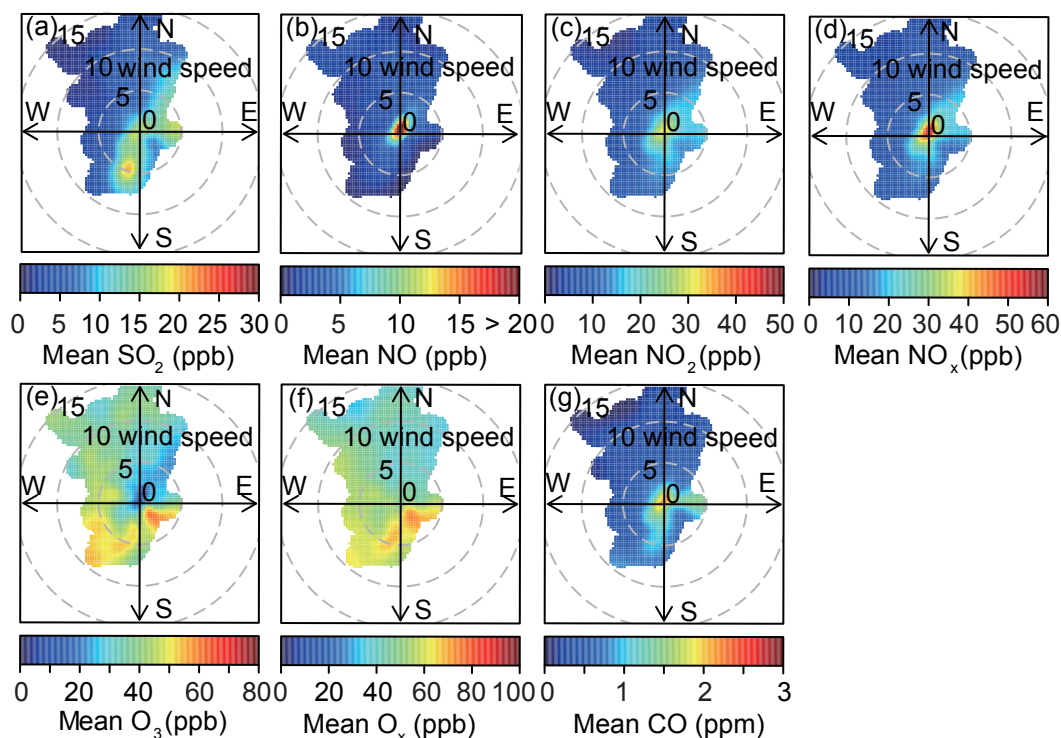 (a) 15 N
10 wind speed
5
W 0 E
S
0 5 10 15 20 25 30
Mean SO₂ (ppb)
(b) 15 N
10 wind speed
5
W 0 E
S
0 5 10 15 > 20
Mean NO (ppb)
(c) 15 N
10 wind speed
5
W 0 E
S
0 10 20 30 40 50
Mean NO₂(ppb)
(d) 15 N
10 wind speed
5
W 0 E
S
0 10 20 30 40 50 60
Mean NOₓ(ppb)
(e) 15 N
10 wind speed
5
W 0 E
S
0 20 40 60 80
Mean O₃(ppb)
(f) 15 N
10 wind speed
5
W 0 E
S
0 20 40 60 80 100
Mean Oₓ (ppb)
(g) 15 N
10 wind speed
5
W 0 E
S
0 1 2 3
Mean CO (ppm)